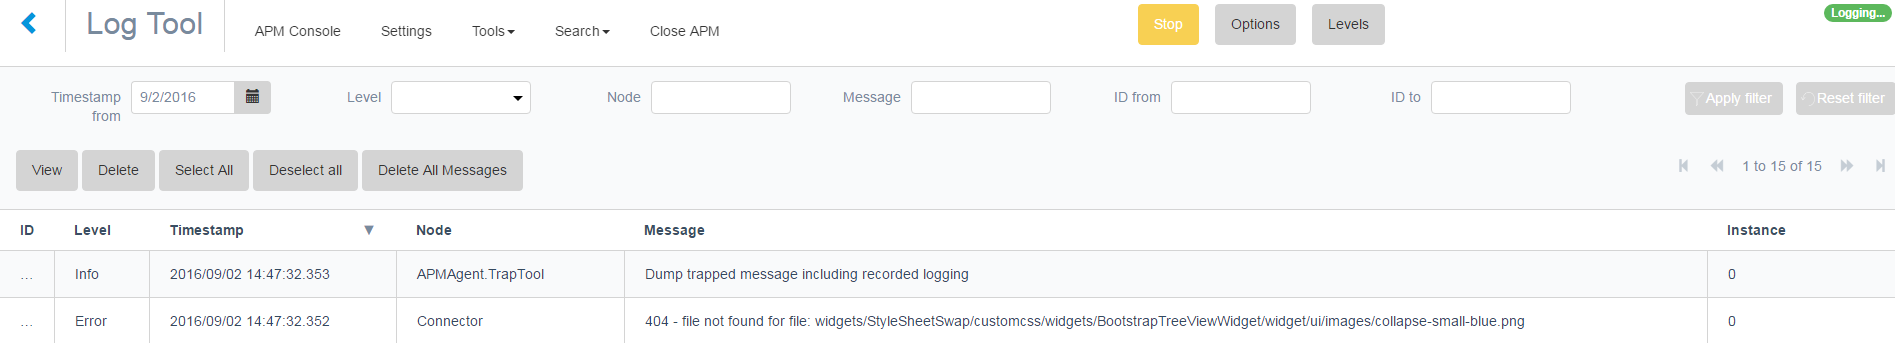 Log Tool APM Console Settings Tools Search Close APM Stop Options Levels Logging...
Timestamp from 9/2/2016 Level Node Message ID from ID to Apply filter Reset filter
View Delete Select All Deselect all Delete All Messages 1 to 15 of 15
ID Level Timestamp Node Message Instance
... Info 2016/09/02 14:47:32.353 APMAgent.TrapTool Dump trapped message including recorded logging 0
... Error 2016/09/02 14:47:32.352 Connector 404 - file not found for file: widgets/StyleSheetSwap/customcss/widgets/BootstrapTreeViewWidget/widget/ui/images/collapse-small-blue.png 0